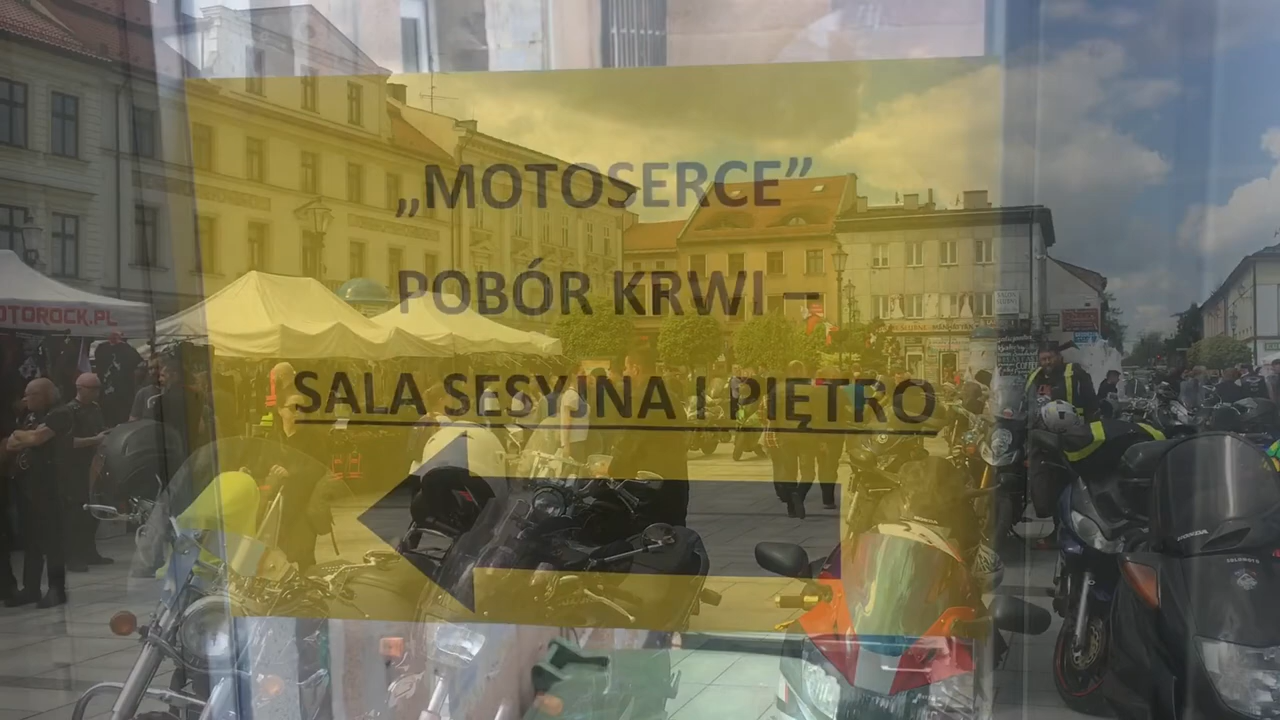 „MOTOSERCE”
POBÓR KRWI –
SALA SESYJNA I PIĘTRO
OTOROCK.PL